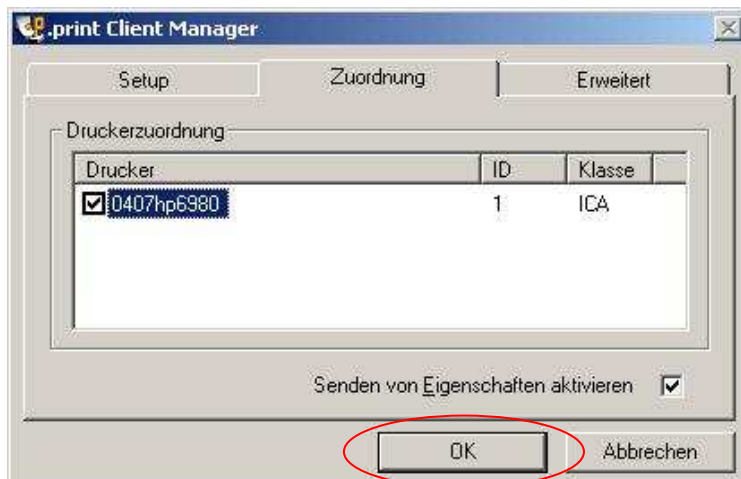 .print Client Manager
Setup Zuordnung Erweitert
Druckerzuordnung
Drucker ID Klasse
0407hp6980 1 ICA
Senden von Eigenschaften aktivieren
OK Abbrechen